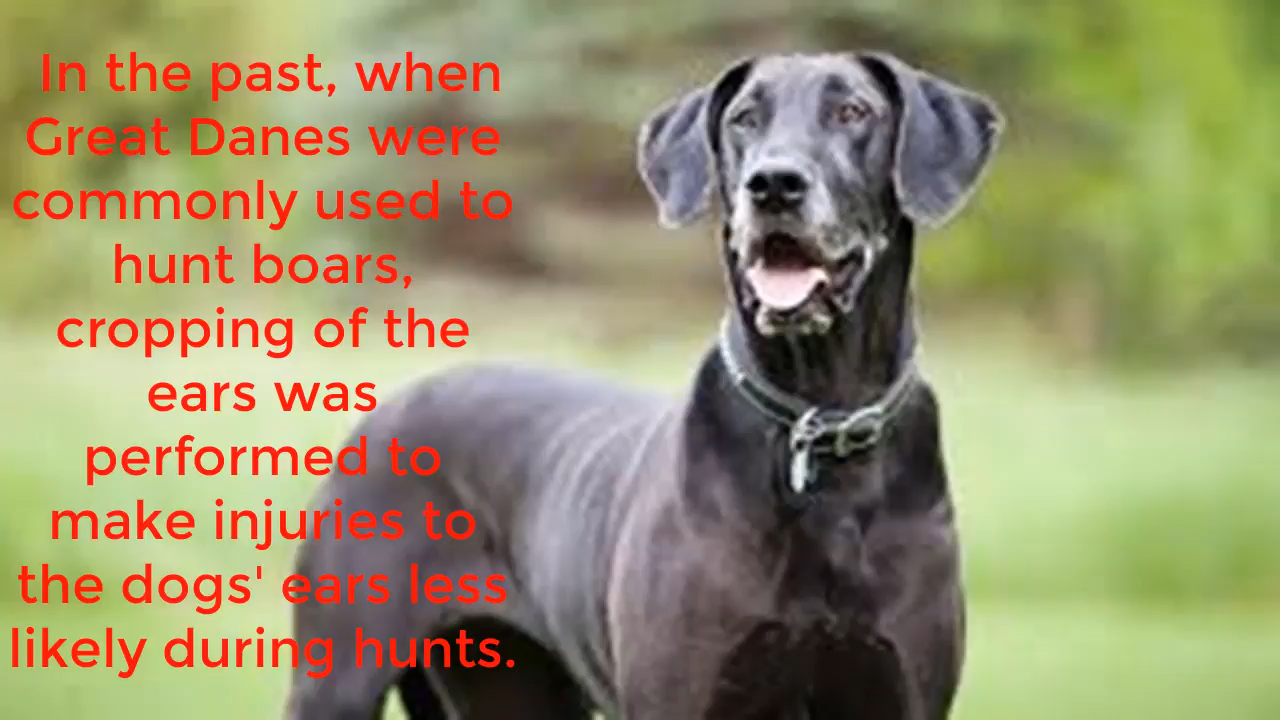 In the past, when
Great Danes were
commonly used to
hunt boars,
cropping of the
ears was
performed to
make injuries to
the dogs' ears less
likely during hunts.